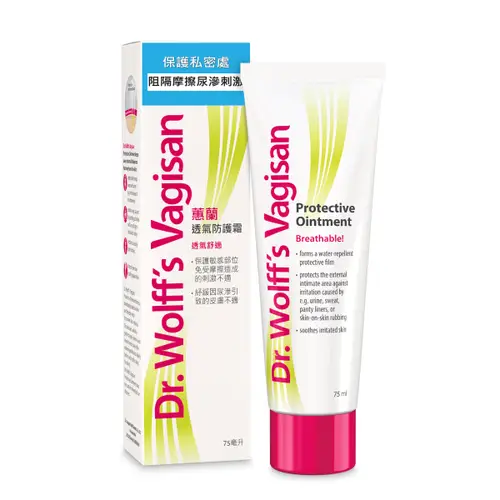 保護私密處
阻隔摩擦尿滲刺激
Dr. Wolff's Vagisan
蕙蘭
透氣防護霜
透氣舒適
•保護敏感部位
免受摩擦造成
的刺激不適
•舒緩因尿滲引
致的皮膚不適
75毫升
Dr. Wolff's Vagisan
Protective
Ointment
Breathable!
• forms a water-repellent
protective film
• protects the external
intimate area against
irritation caused by
e.g. urine, sweat,
panty liners, or
skin-on-skin rubbing
• soothes irritated skin
75 ml